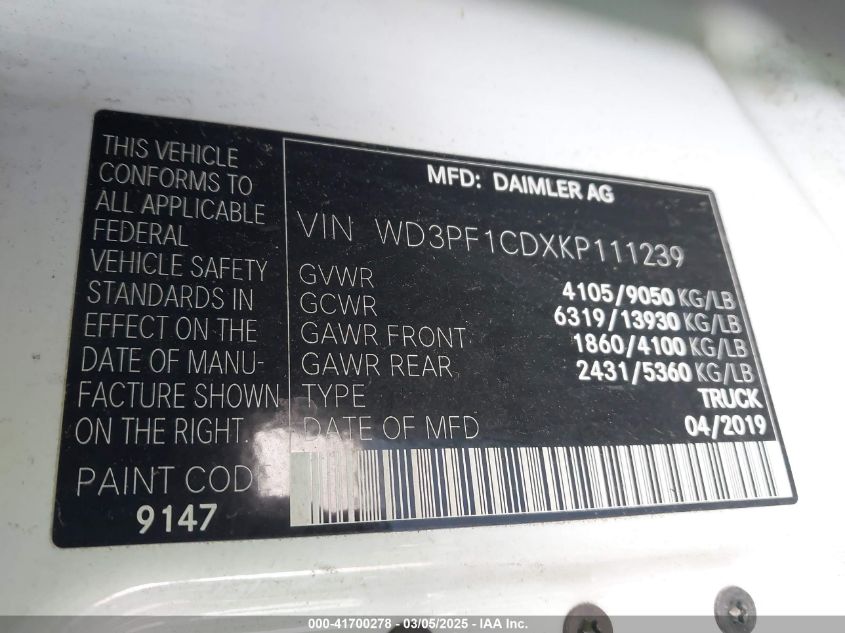 THIS VEHICLE
CONFORMS TO
ALL APPLICABLE
FEDERAL
VEHICLE SAFETY
STANDARDS IN
EFFECT ON THE
DATE OF MANU-
FACTURE SHOWN
ON THE RIGHT.
PAINT COD
9147
MFD: DAIMLER AG
VIN WD3PF1CDXKP111239
GVWR 4105/9050 KG/LB
GCWR 6319/13930 KG/LB
GAWR FRONT 1860/4100 KG/LB
GAWR REAR 2431/5360 KG/LB
TYPE TRUCK
DATE OF MFD 04/2019
000-41700278 - 03/05/2025 - IAA Inc.